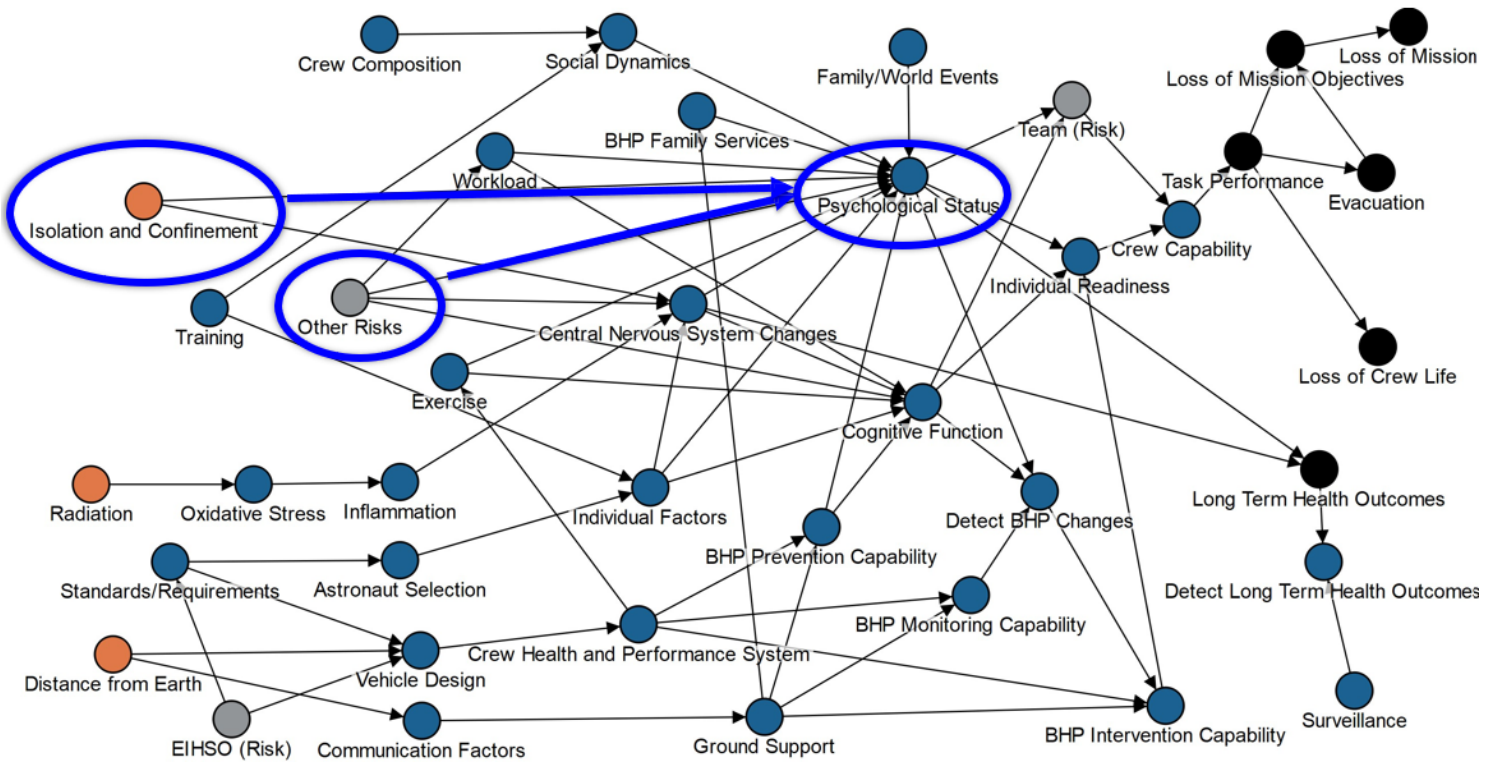 Crew Composition
Social Dynamics
Family/World Events
Loss of Mission Objectives
Loss of Mission
BHP Family Services
Team (Risk)
Workload
Isolation and Confinement
Psychological Status
Task Performance
Evacuation
Crew Capability
Individual Readiness
Training
Other Risks
Central Nervous System Changes
Loss of Crew Life
Exercise
Cognitive Function
Radiation
Oxidative Stress
Inflammation
Individual Factors
Detect BHP Changes
Long Term Health Outcomes
BHP Prevention Capability
Standards/Requirements
Astronaut Selection
Detect Long Term Health Outcomes
BHP Monitoring Capability
Crew Health and Performance System
Distance from Earth
Vehicle Design
EIHSO (Risk)
Communication Factors
Ground Support
BHP Intervention Capability
Surveillance